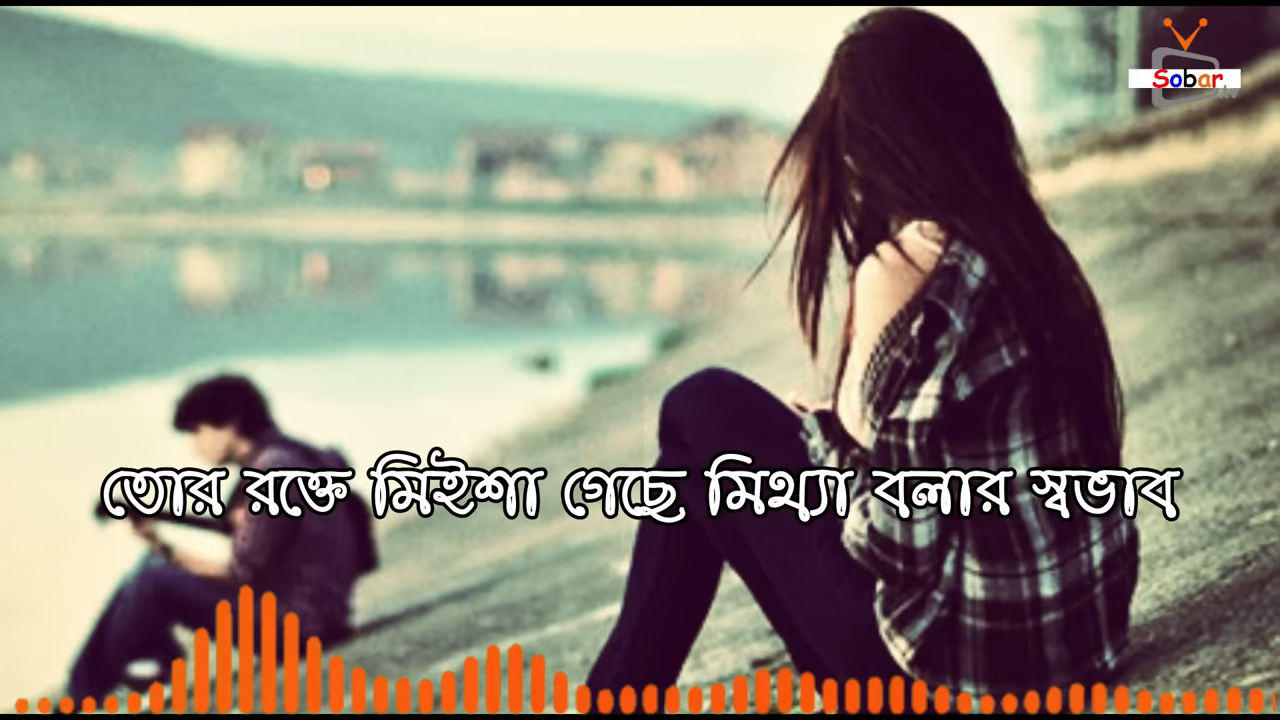 Sobar
তোর রক্তে মিইশা গেছে মিথ্যা বলার স্বভাব